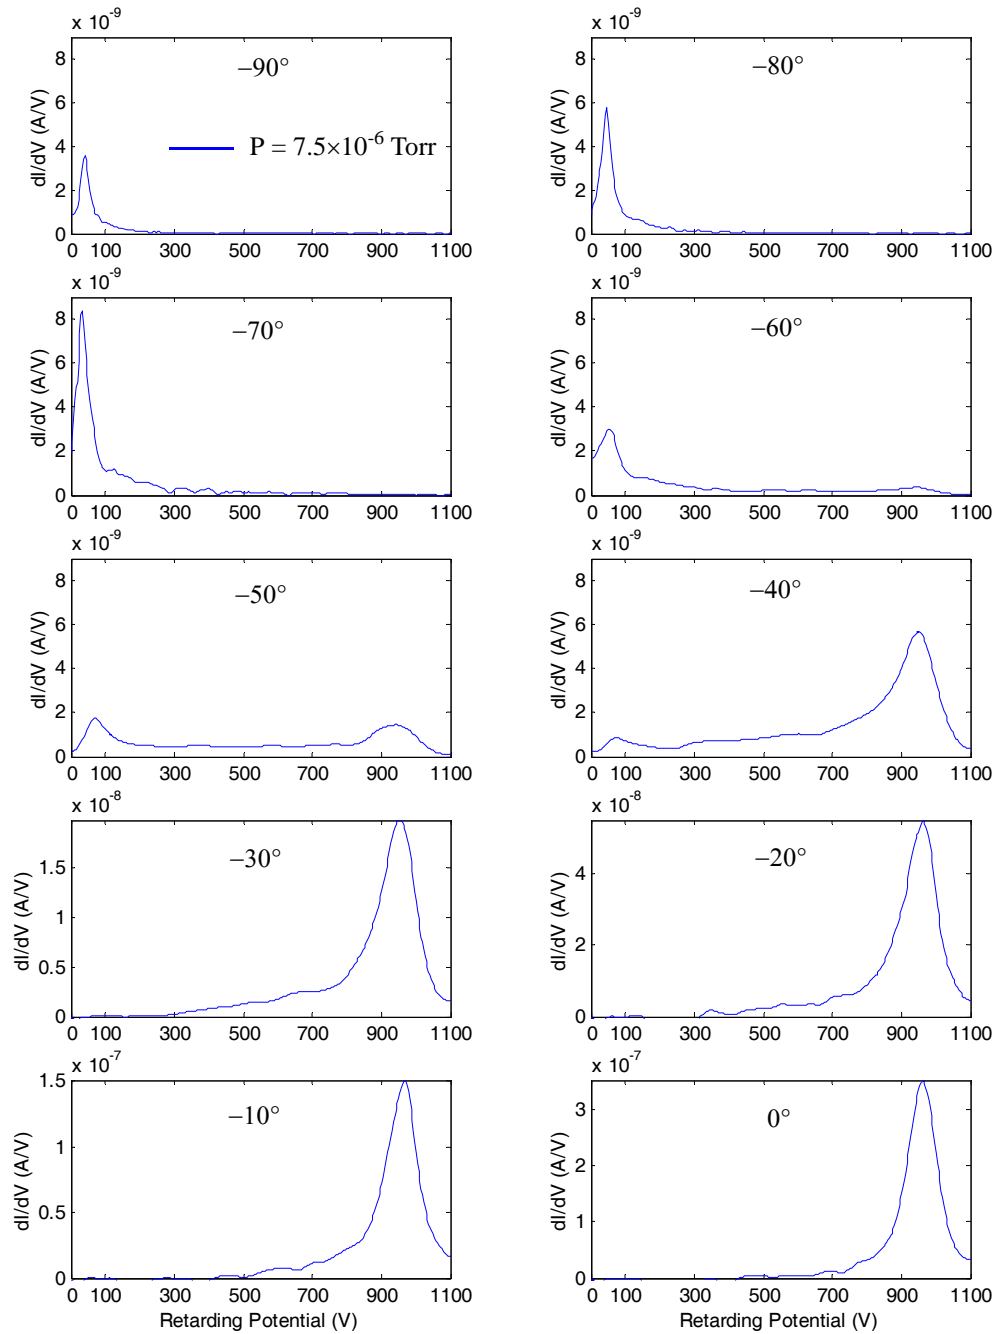 x 10-9
x 10-9
8
6
4
2
0
dI/dV (A/V)
−90°
P = 7.5×10-6 Torr
0 100 300 500 700 900 1100
8
6
4
2
0
dI/dV (A/V)
−80°
0 100 300 500 700 900 1100
x 10-9
x 10-9
8
6
4
2
0
dI/dV (A/V)
−70°
0 100 300 500 700 900 1100
8
6
4
2
0
dI/dV (A/V)
−60°
0 100 300 500 700 900 1100
x 10-9
x 10-9
8
6
4
2
0
dI/dV (A/V)
−50°
0 100 300 500 700 900 1100
8
6
4
2
0
dI/dV (A/V)
−40°
0 100 300 500 700 900 1100
x 10-8
x 10-8
1.5
1
0.5
0
dI/dV (A/V)
−30°
0 100 300 500 700 900 1100
4
2
0
dI/dV (A/V)
−20°
0 100 300 500 700 900 1100
x 10-7
x 10-7
1.5
1
0.5
0
dI/dV (A/V)
−10°
0 100 300 500 700 900 1100
Retarding Potential (V)
3
2
1
0
dI/dV (A/V)
0°
0 100 300 500 700 900 1100
Retarding Potential (V)